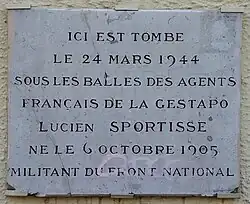 ICI EST TOMBE
LE 24 MARS 1944
SOUS LES BALLES DES AGENTS
FRANÇAIS DE LA GESTAPO
LUCIEN SPORTISSE
NE LE 6 OCTOBRE 1905
MILITANT DU FRONT NATIONAL